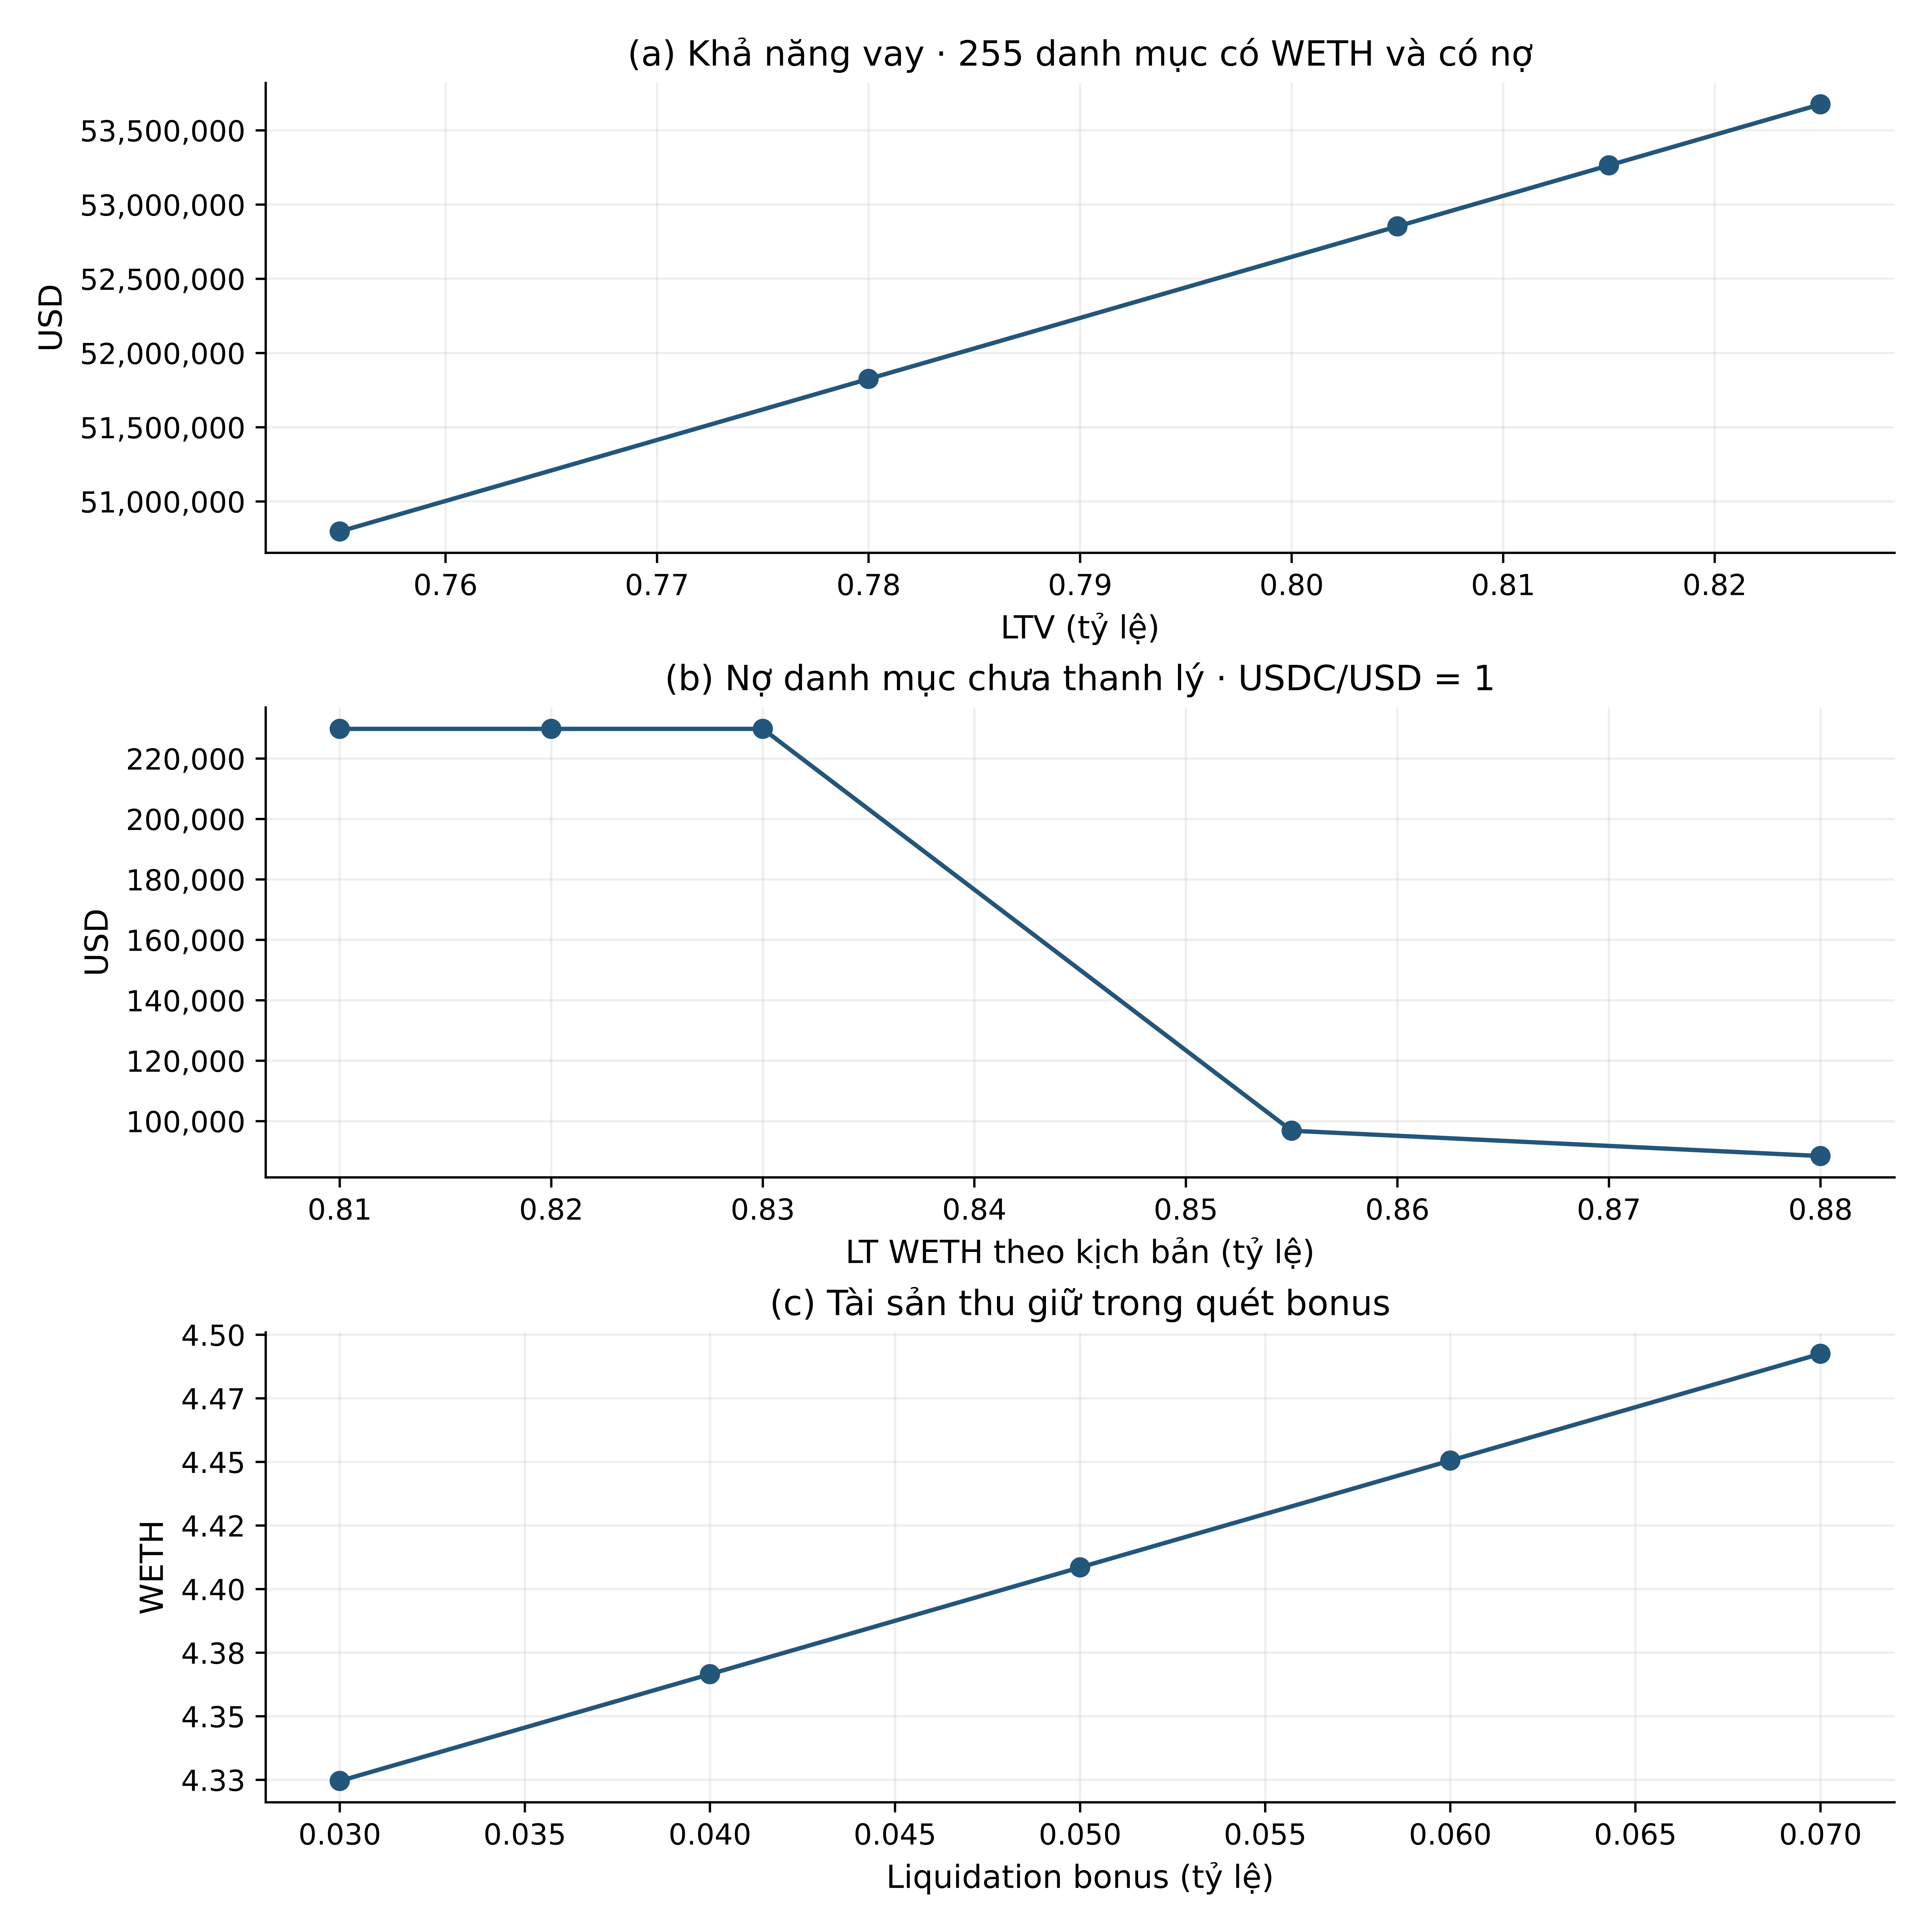 (a) Khả năng vay · 255 danh mục có WETH và có nợ
53,500,000
53,000,000
52,500,000
52,000,000
51,500,000
51,000,000
USD
0.76 0.77 0.78 0.79 0.80 0.81 0.82
LTV (tỷ lệ)
(b) Nợ danh mục chưa thanh lý · USDC/USD = 1
220,000
200,000
180,000
160,000
140,000
120,000
100,000
USD
0.81 0.82 0.83 0.84 0.85 0.86 0.87 0.88
LT WETH theo kịch bản (tỷ lệ)
(c) Tài sản thu giữ trong quét bonus
4.50
4.47
4.45
4.42
4.40
4.38
4.35
4.33
WETH
0.030 0.035 0.040 0.045 0.050 0.055 0.060 0.065 0.070
Liquidation bonus (tỷ lệ)